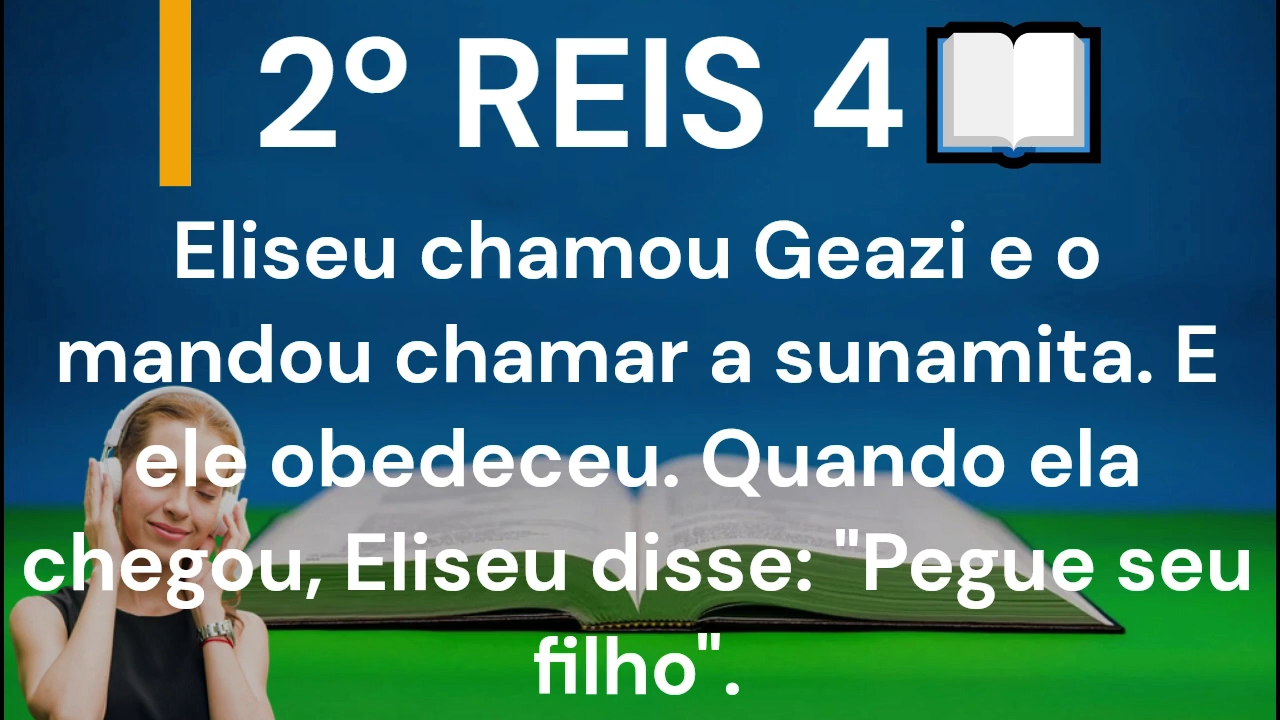 2º REIS 4
Eliseu chamou Geazi e o
mandou chamar a sunamita. E
ele obedeceu. Quando ela
chegou, Eliseu disse: "Pegue seu
filho".